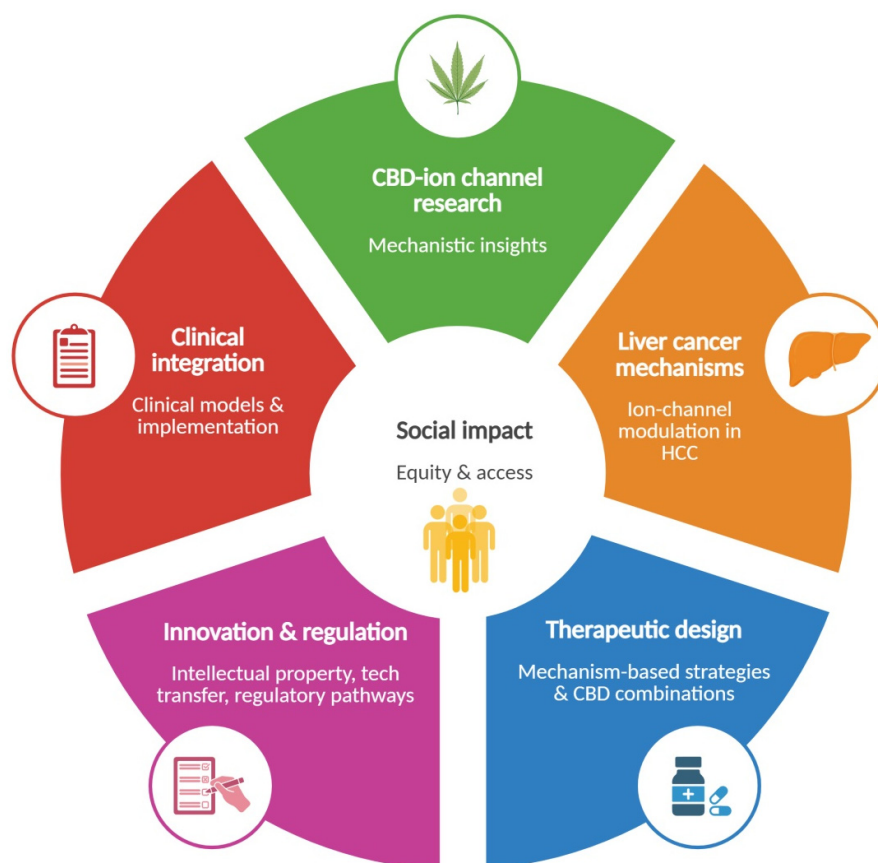 CBD-ion channel
research
Mechanistic insights
Liver cancer
mechanisms
Ion-channel
modulation in
HCC
Therapeutic design
Mechanism-based strategies
& CBD combinations
Innovation & regulation
Intellectual property, tech
transfer, regulatory pathways
Clinical
integration
Clinical models &
implementation
Social impact
Equity & access